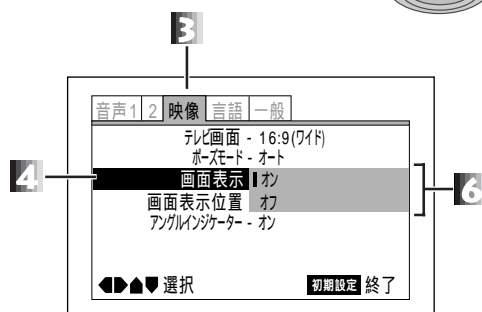 3
音声1 2 映像 言語 一般
テレビ画面 - 16:9(ワイド)
ポーズモード - オート
4
画面表示 オン
6
画面表示位置 オフ
アングルインジケーター - オン
選択 初期設定 終了